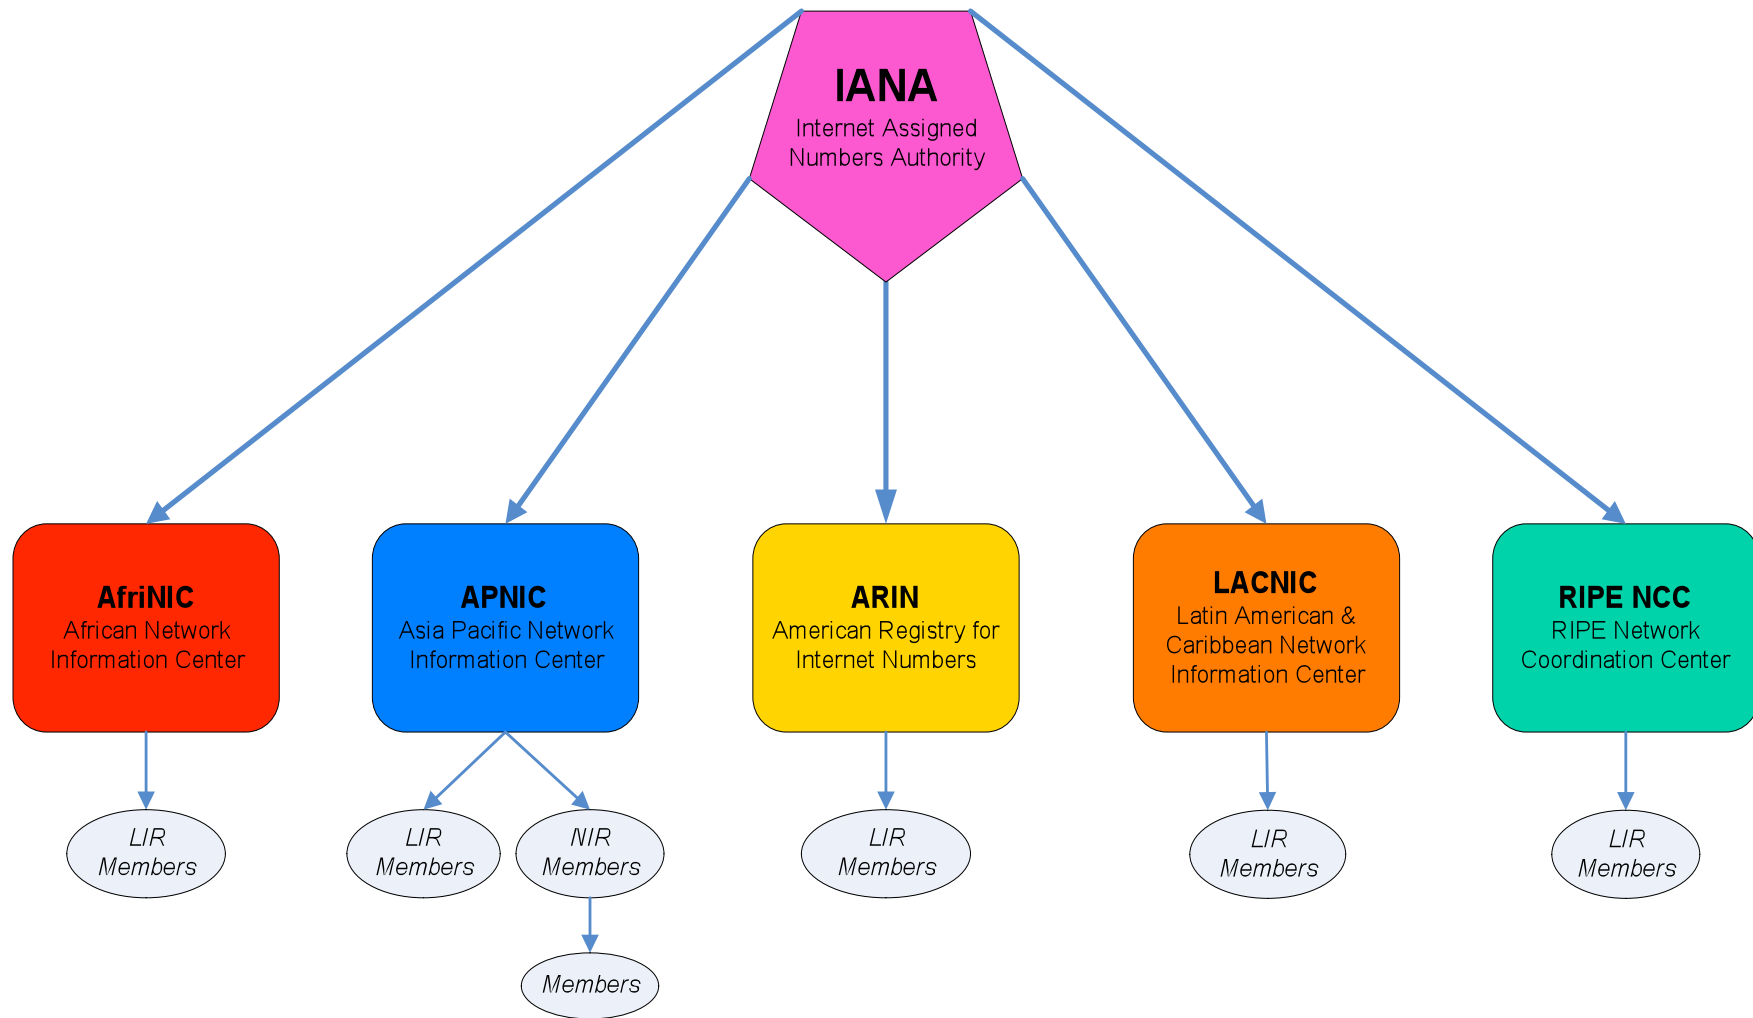 IANA
Internet Assigned
Numbers Authority
AfriNIC
African Network
Information Center
APNIC
Asia Pacific Network
Information Center
ARIN
American Registry for
Internet Numbers
LACNIC
Latin American &
Caribbean Network
Information Center
RIPE NCC
RIPE Network
Coordination Center
LIR
Members
LIR
Members
NIR
Members
LIR
Members
LIR
Members
LIR
Members
Members